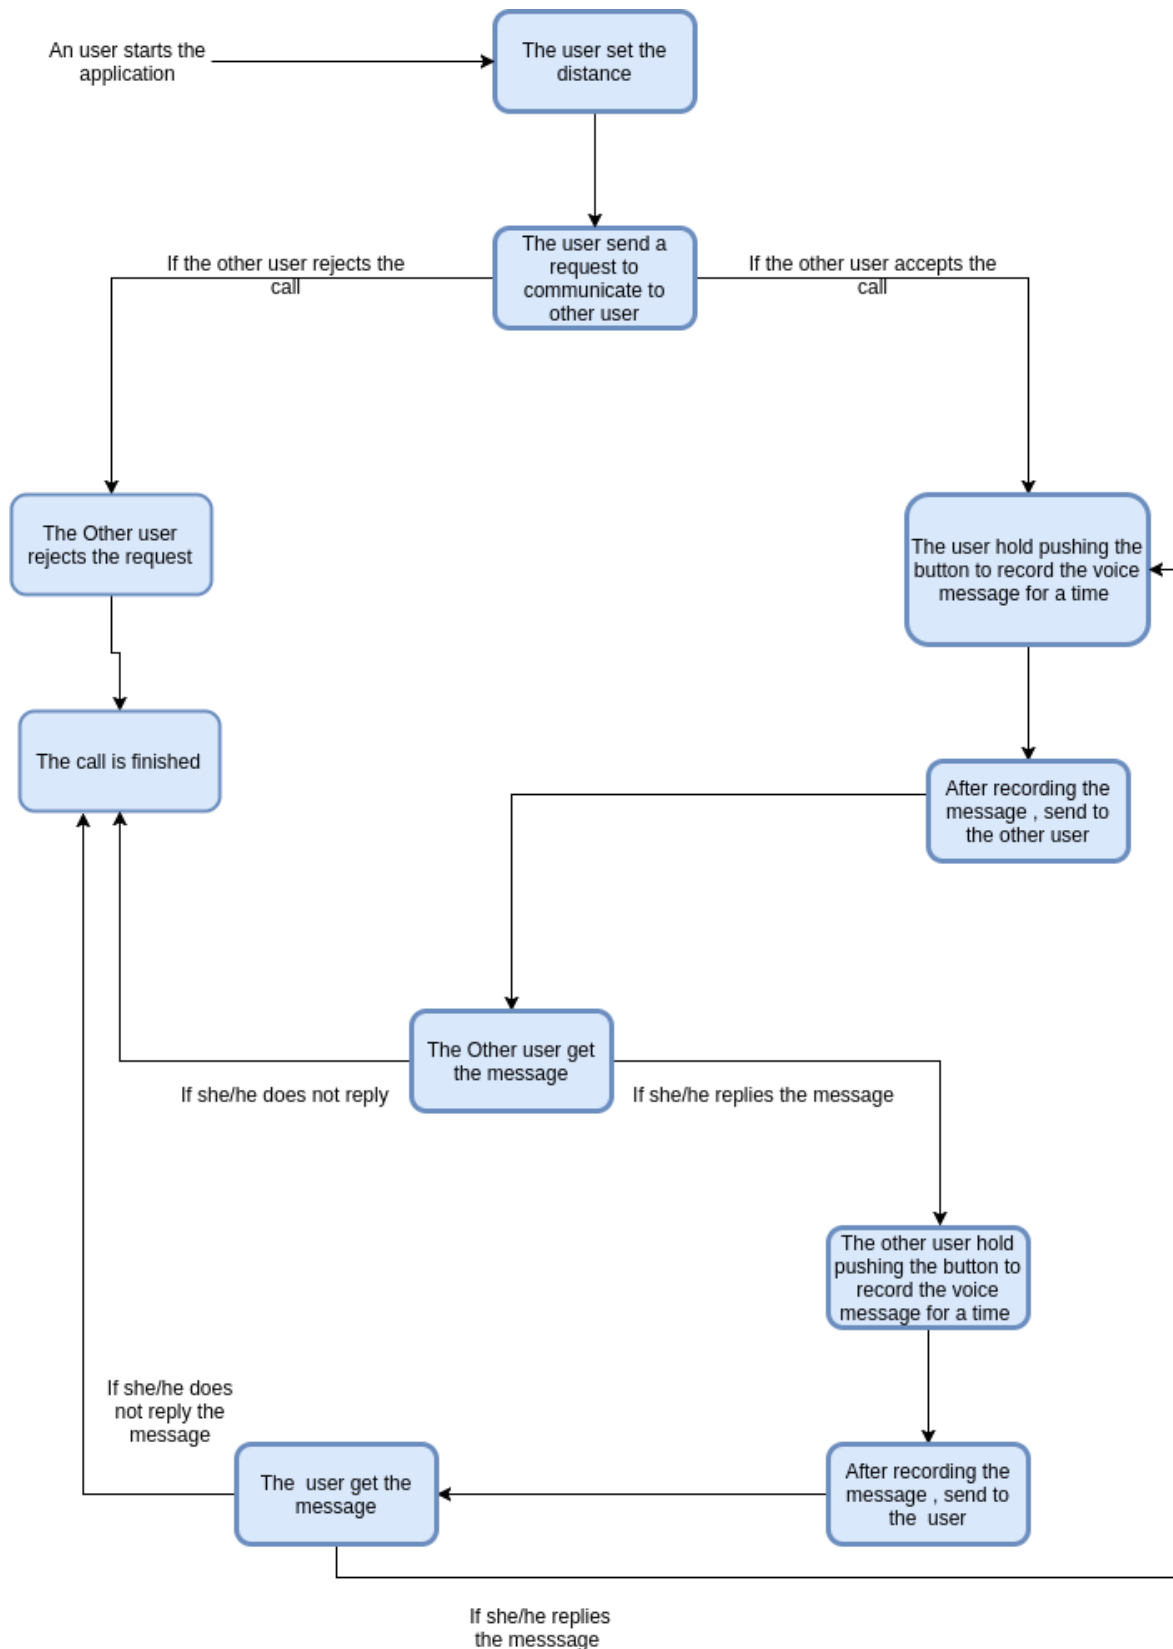 An user starts the
application
The user set the
distance
The user send a
request to
communicate to
other user
If the other user rejects the
call
If the other user accepts the
call
The Other user
rejects the request
The user hold pushing the
button to record the voice
message for a time
The call is finished
After recording the
message , send to
the other user
The Other user get
the message
If she/he does not reply
If she/he replies the message
The other user hold
pushing the button to
record the voice
message for a time
If she/he does
not reply the
message
The  user get the
message
After recording the
message , send to
the  user
If she/he replies
the messsage